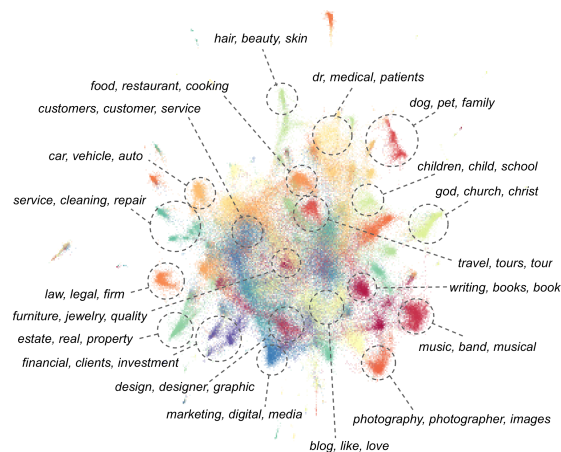 hair, beauty, skin
food, restaurant, cooking
dr, medical, patients
customers, customer, service
dog, pet, family
car, vehicle, auto
children, child, school
god, church, christ
service, cleaning, repair
travel, tours, tour
law, legal, firm
writing, books, book
furniture, jewelry, quality
estate, real, property
music, band, musical
financial, clients, investment
design, designer, graphic
marketing, digital, media
photography, photographer, images
blog, like, love